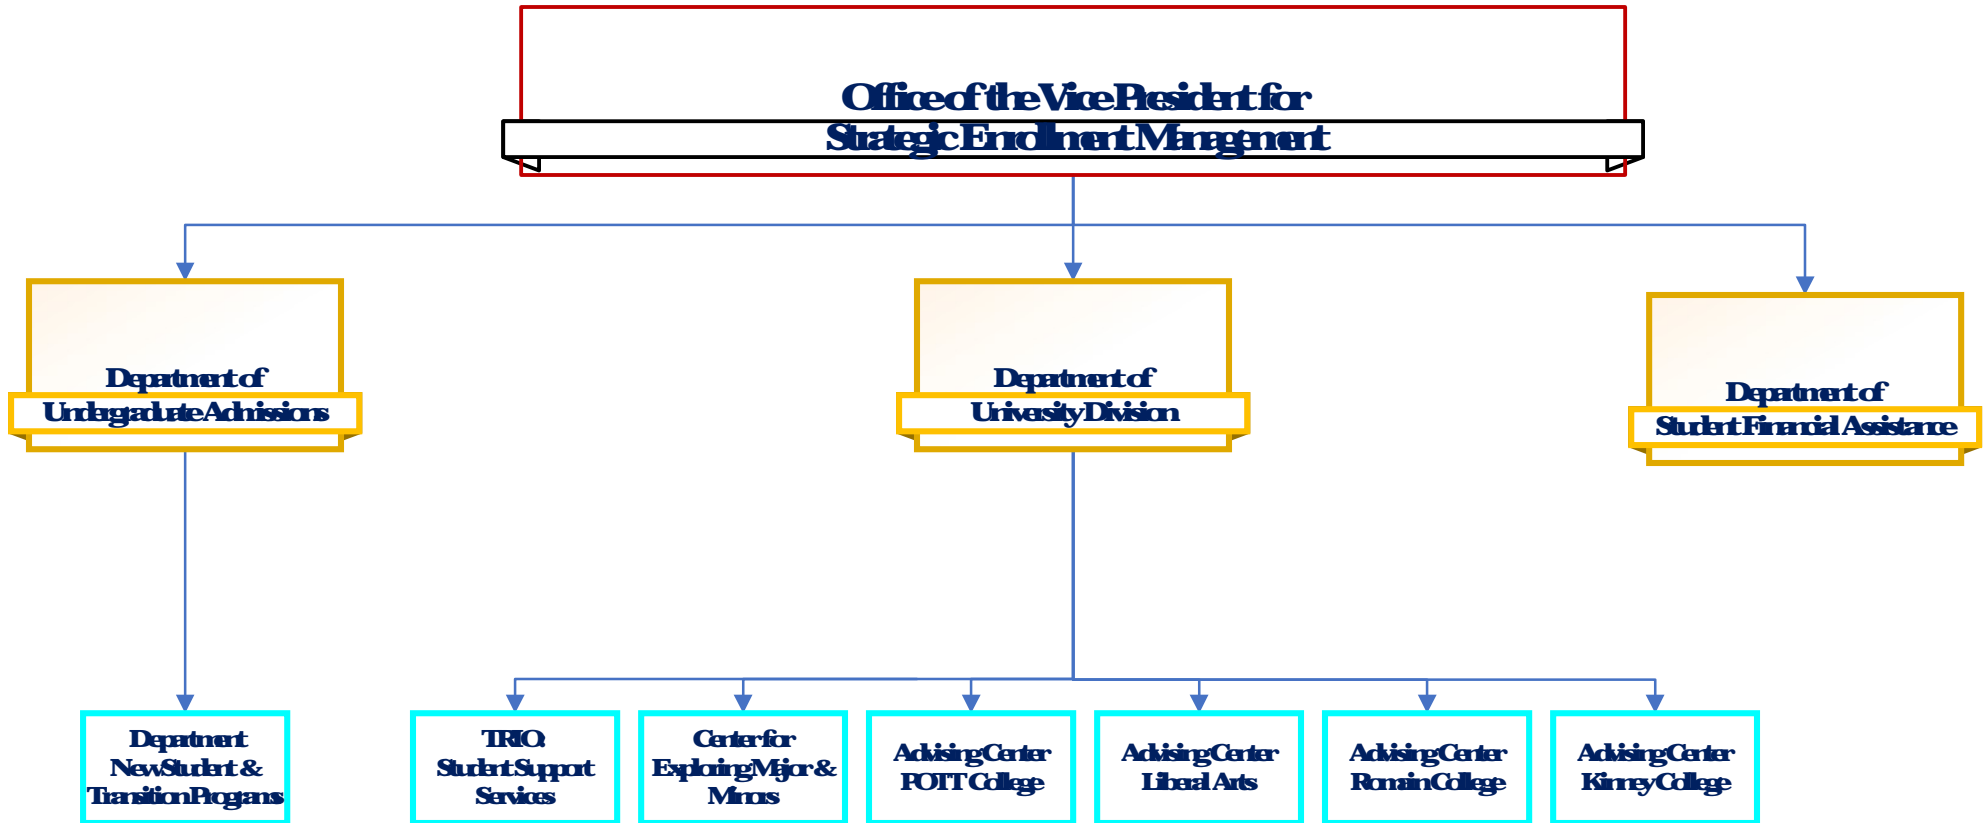 Office of the Vice President for
Strategic Enrollment Management
Department of
Undergraduate Admissions
Department of
University Division
Department of
Student Financial Assistance
Department
New Student &
Transition Programs
TRIO:
Student Support
Services
Center for
Exploring Major &
Minors
Advising Center
POTT College
Advising Center
Liberal Arts
Advising Center
Romain College
Advising Center
Kinney College